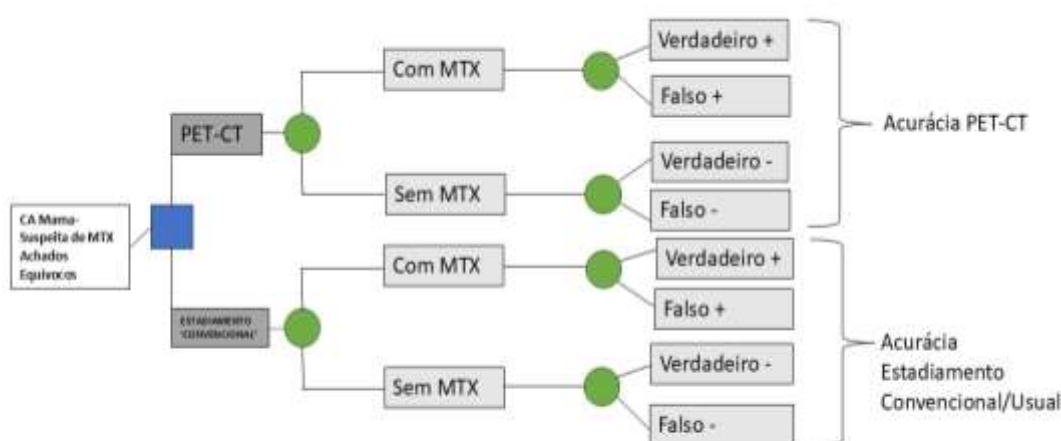 CA Mama-
Suspeita de MTX
Achados
Equivocos
PET-CT
Com MTX
Verdadeiro +
Falso +
Sem MTX
Verdadeiro -
Falso -
Acurácia PET-CT
ESTADIAMENTO
'CONVENCIONAL'
Com MTX
Verdadeiro +
Falso +
Sem MTX
Verdadeiro -
Falso -
Acurácia
Estadiamento
Convencional/Usual